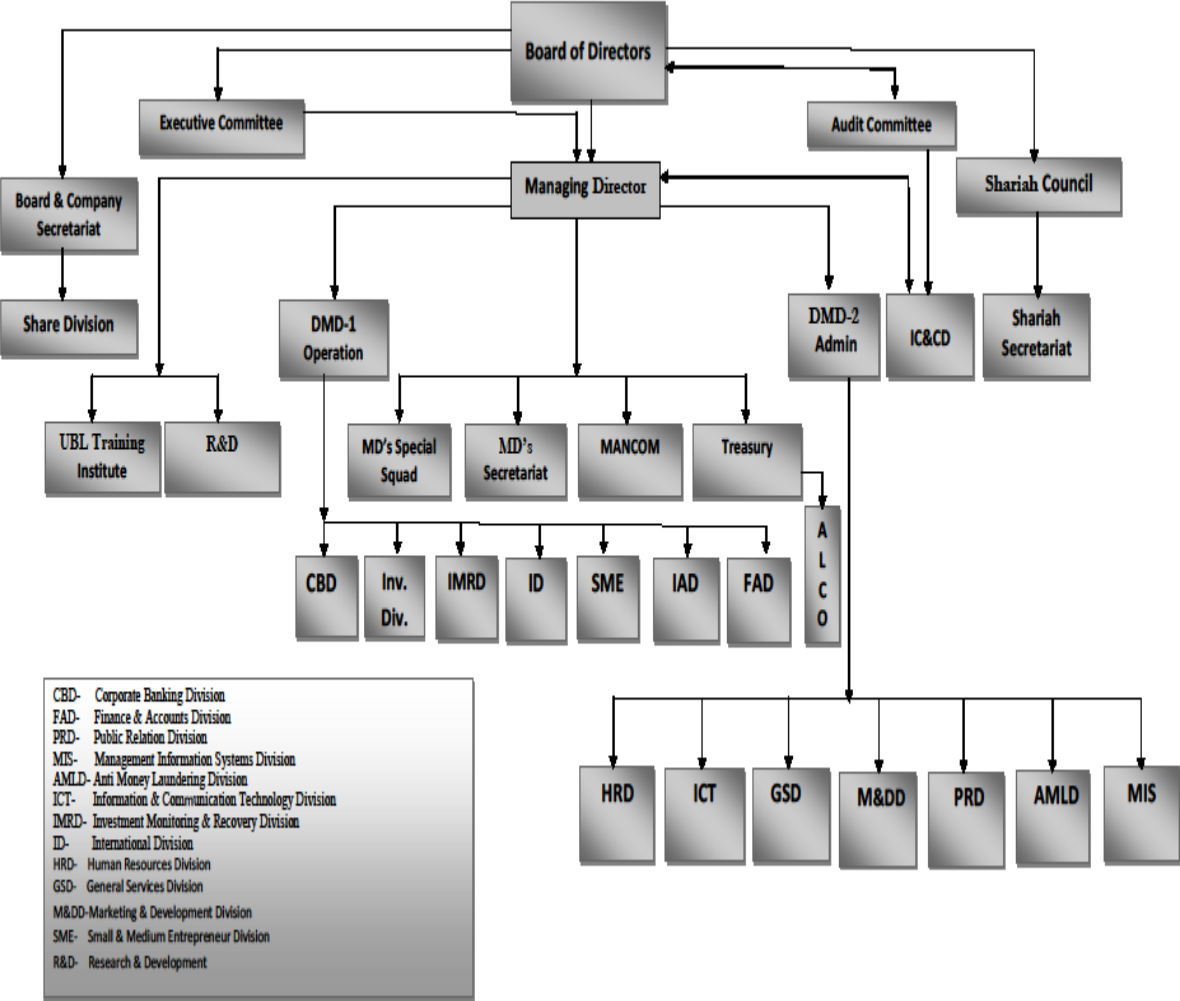 Board of Directors
Executive Committee
Audit Committee
Board & Company
Secretariat
Managing Director
Shariah Council
Share Division
DMD-1
Operation
DMD-2
Admin
IC&CD
Shariah
Secretariat
UBL Training
Institute
R&D
MD's Special
Squad
MD's
Secretariat
MANCOM
Treasury
A
L
C
O
CBD
Inv.
Div.
IMRD
ID
SME
IAD
FAD
HRD
ICT
GSD
M&DD
PRD
AMLD
MIS
CBD- Corporate Banking Division
FAD- Finance & Accounts Division
PRD- Public Relation Division
MIS- Management Information Systems Division
AMLD- Anti Money Laundering Division
ICT- Information & Communication Technology Division
IMRD- Investment Monitoring & Recovery Division
ID- International Division
HRD- Human Resources Division
GSD- General Services Division
M&DD-Marketing & Development Division
SME- Small & Medium Entrepreneur Division
R&D- Research & Development